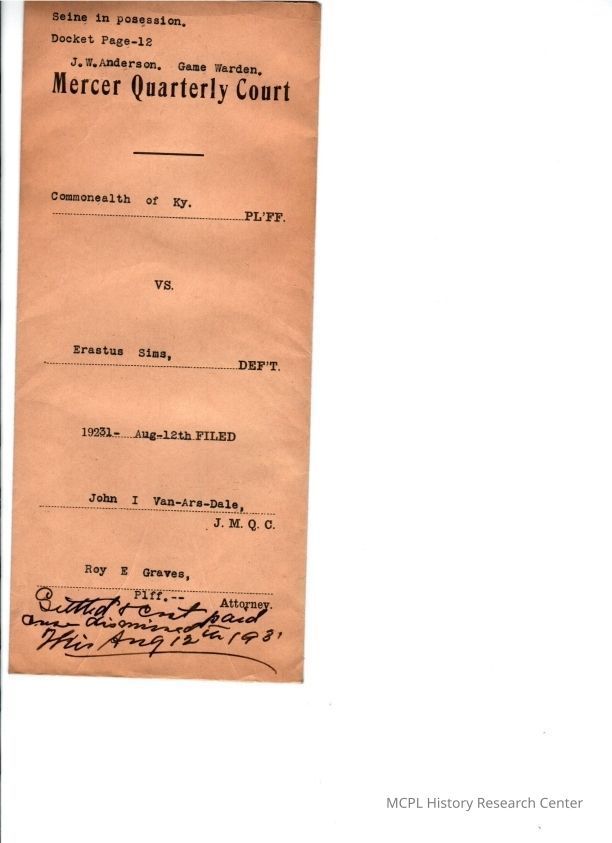 Seine in posession.
Docket Page-12
J.W.Anderson. Game Warden.
Mercer Quarterly Court
Commonealth of Ky.
PL'FF.
VS.
Erastus Sims,
DEF'T.
19231- Aug-12th FILED
John I Van-Ars-Dale,
J. M. Q. C.
Roy E Graves,
Plff.--
Attorney.
Settled & cost paid
cause dismissed
This Aug 12th 1931
MCPL History Research Center